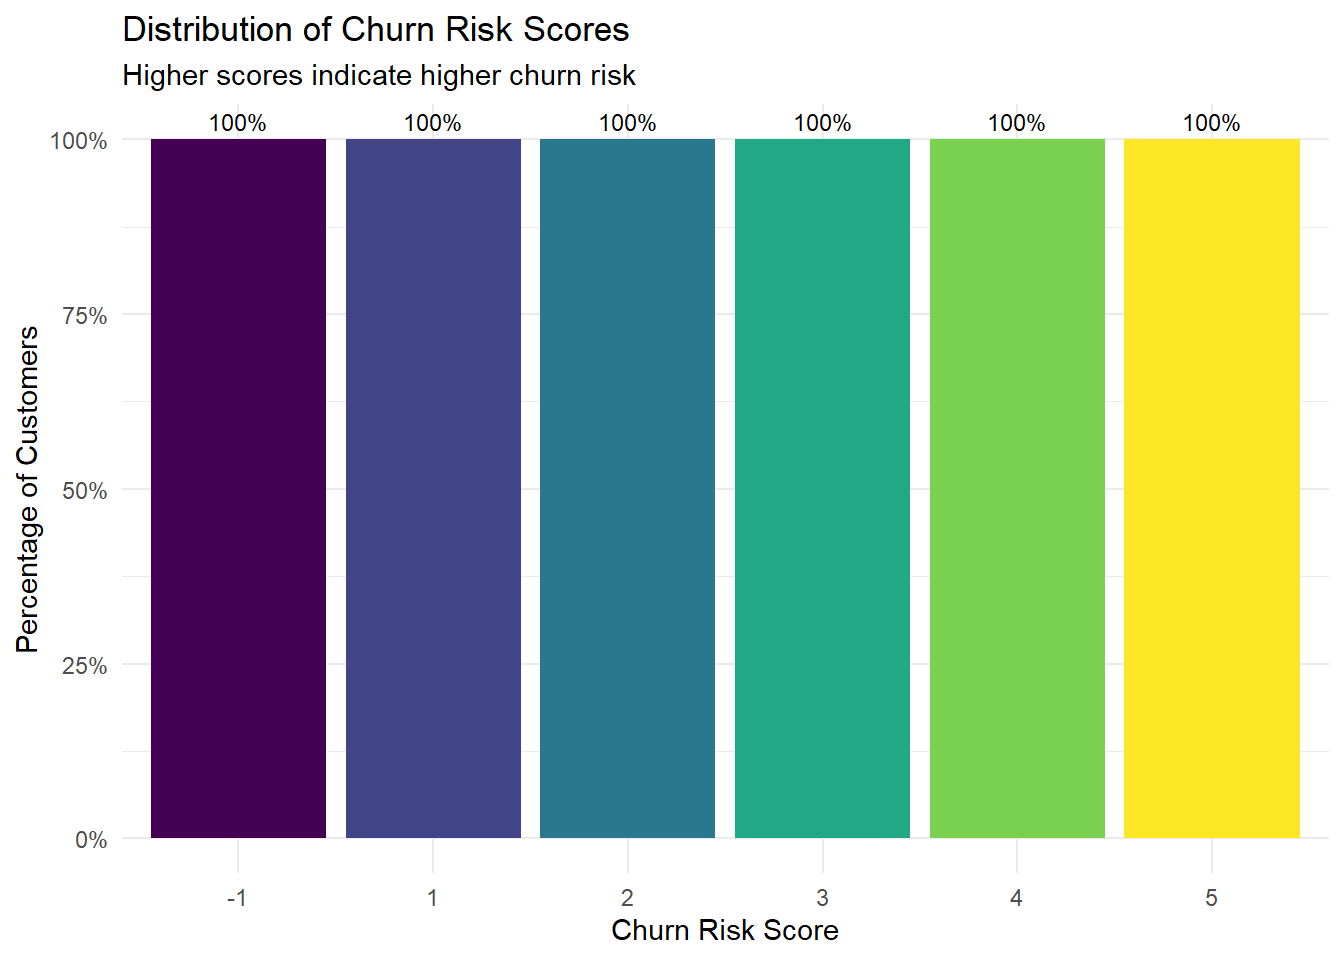 Distribution of Churn Risk Scores
Higher scores indicate higher churn risk
100% 100% 100% 100% 100% 100%
100%
75%
50%
25%
0%
Percentage of Customers
-1 1 2 3 4 5
Churn Risk Score